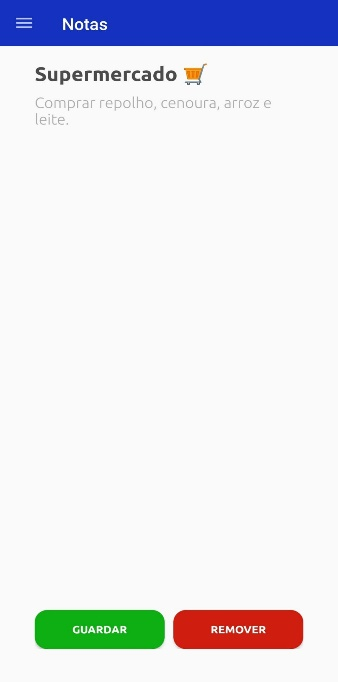 Notas
Supermercado 🛒
Comprar repolho, cenoura, arroz e
leite.
GUARDAR
REMOVER